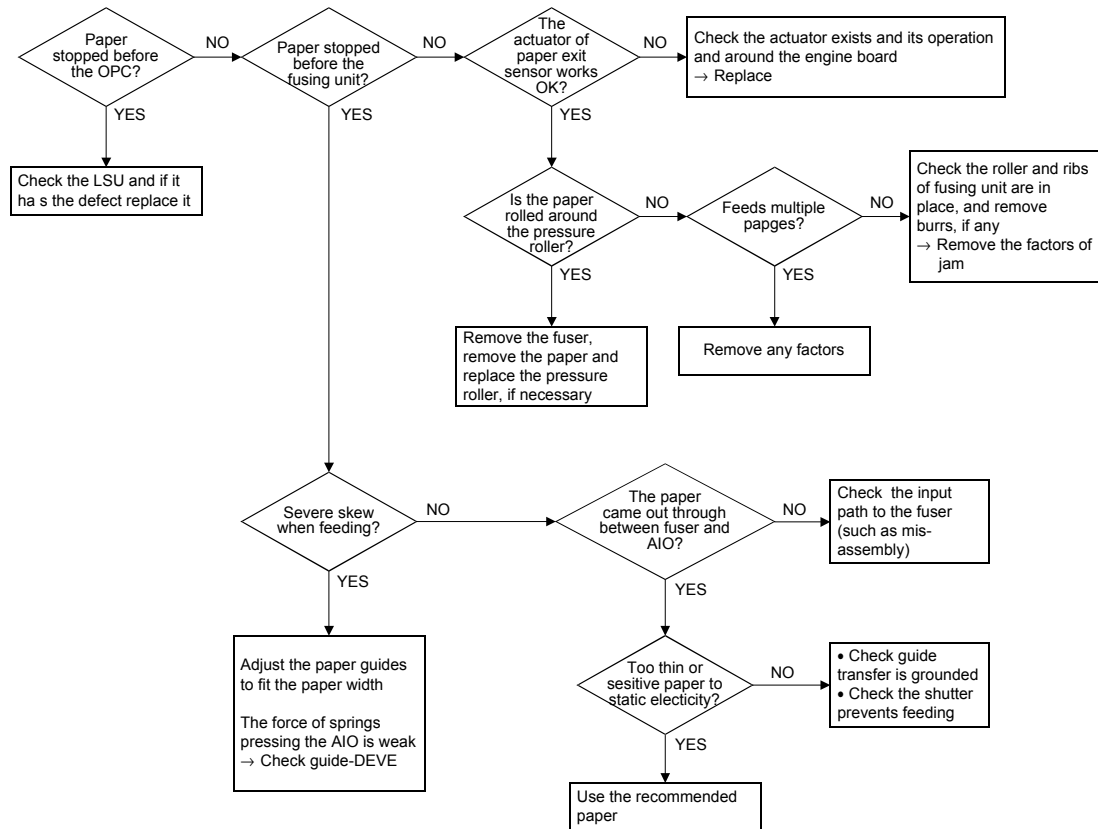 Paper
stopped before
the OPC?
NO
YES
Check the LSU and if it
ha s the defect replace it
Paper stopped
before the
fusing unit?
NO
YES
The
actuator of
paper exit
sensor works
OK?
NO
YES
Check the actuator exists and its operation
and around the engine board
→ Replace
Is the paper
rolled around
the pressure
roller?
NO
YES
Feeds multiple
papges?
NO
YES
Check the roller and ribs
of fusing unit are in
place, and remove
burrs, if any
→ Remove the factors of
jam
Remove the fuser,
remove the paper and
replace the pressure
roller, if necessary
Remove any factors
Severe skew
when feeding?
NO
YES
The paper
came out through
between fuser and
AIO?
NO
YES
Check the input
path to the fuser
(such as mis-
assembly)
Adjust the paper guides
to fit the paper width
The force of springs
pressing the AIO is weak
→ Check guide-DEVE
Too thin or
sesitive paper to
static electicity?
NO
YES
• Check guide
transfer is grounded
• Check the shutter
prevents feeding
Use the recommended
paper